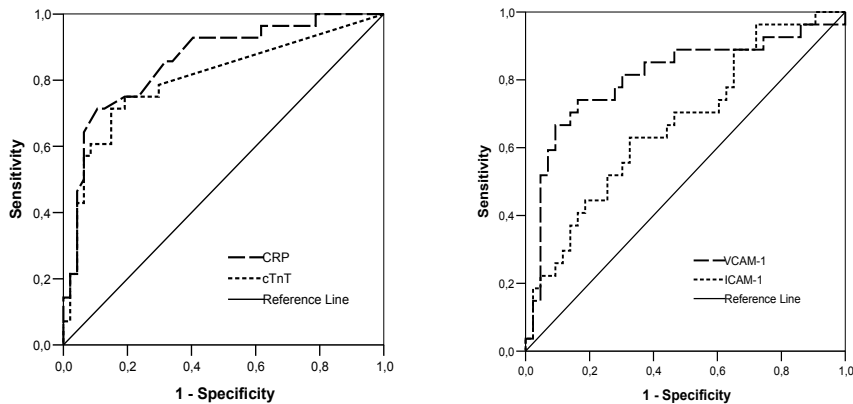 1,0
0,8
0,6
0,4
0,2
0,0
Sensitivity
CRP
cTnT
Reference Line
0,0 0,2 0,4 0,6 0,8 1,0
1 - Specificity
1,0
0,8
0,6
0,4
0,2
0,0
Sensitivity
VCAM-1
ICAM-1
Reference Line
0,0 0,2 0,4 0,6 0,8 1,0
1 - Specificity